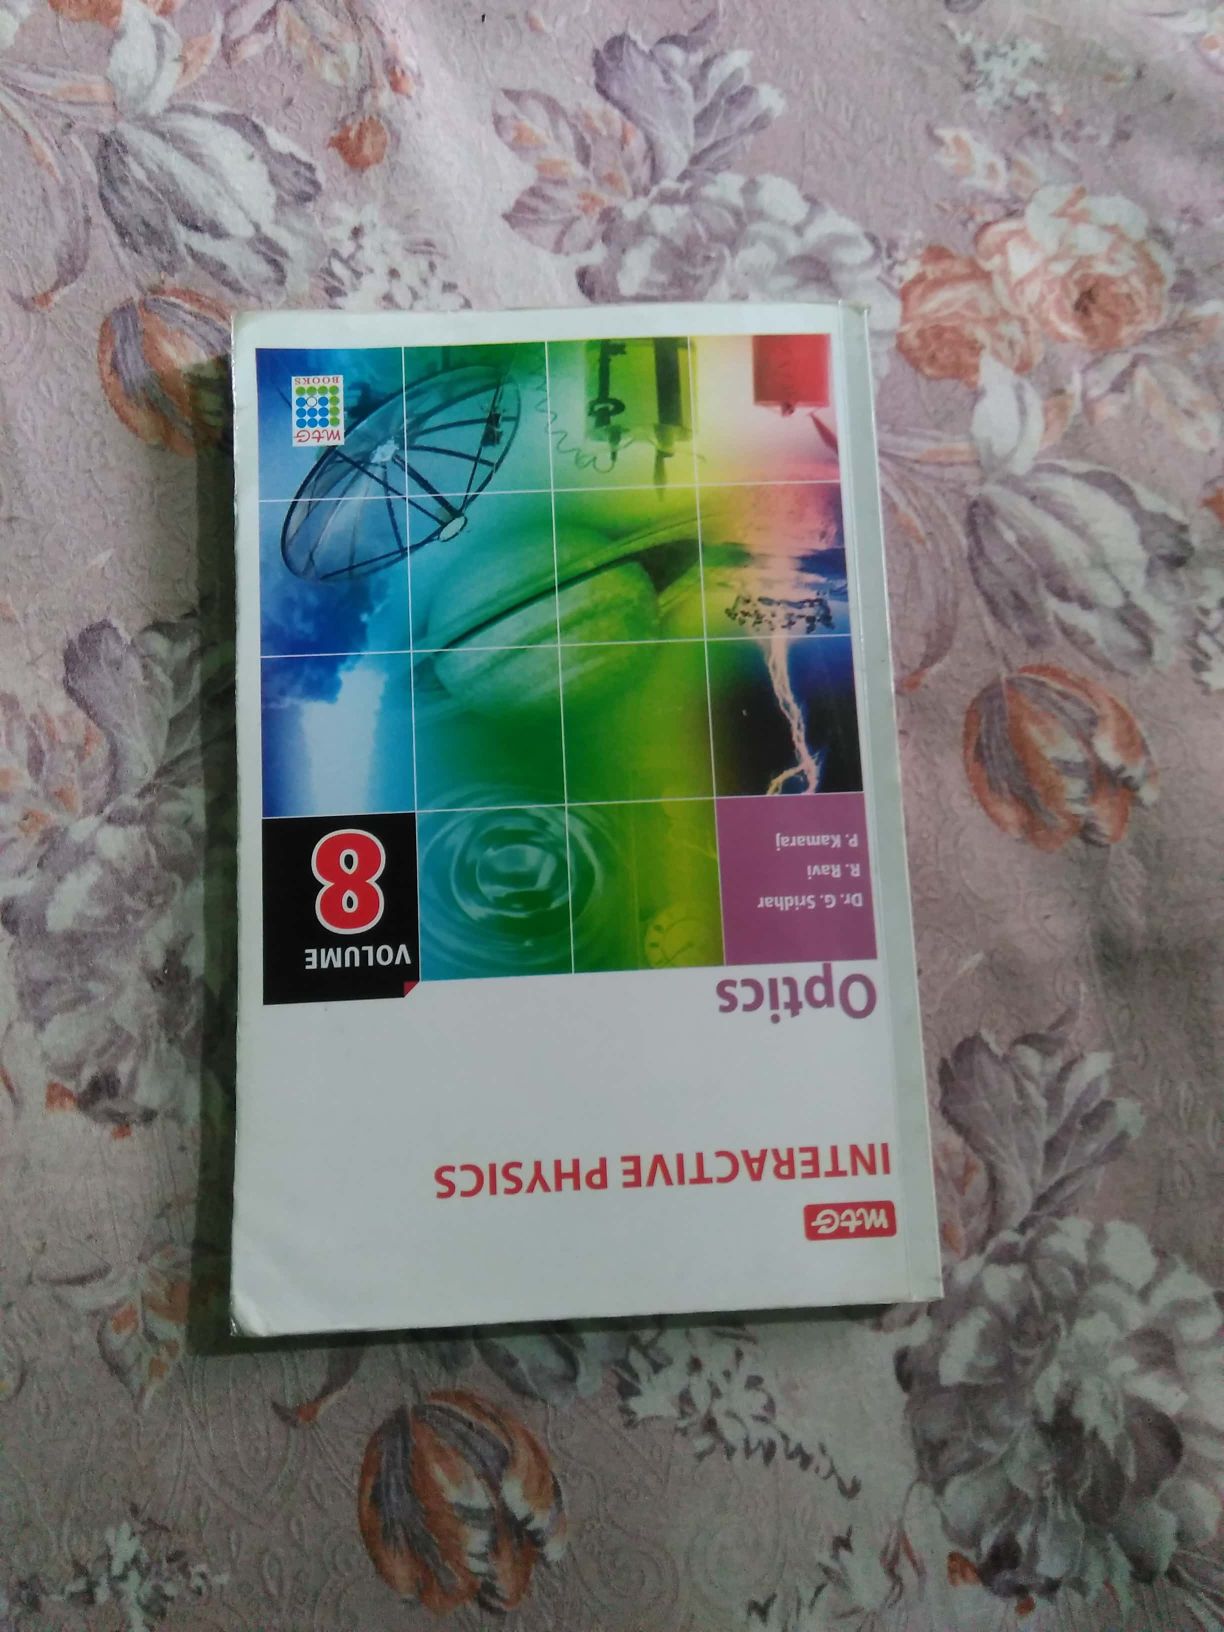 mtG
INTERACTIVE PHYSICS
Optics
VOLUME
8
Dr. G. Sridhar
R. Ravi
P. Kamaraj
mtG
BOOKS